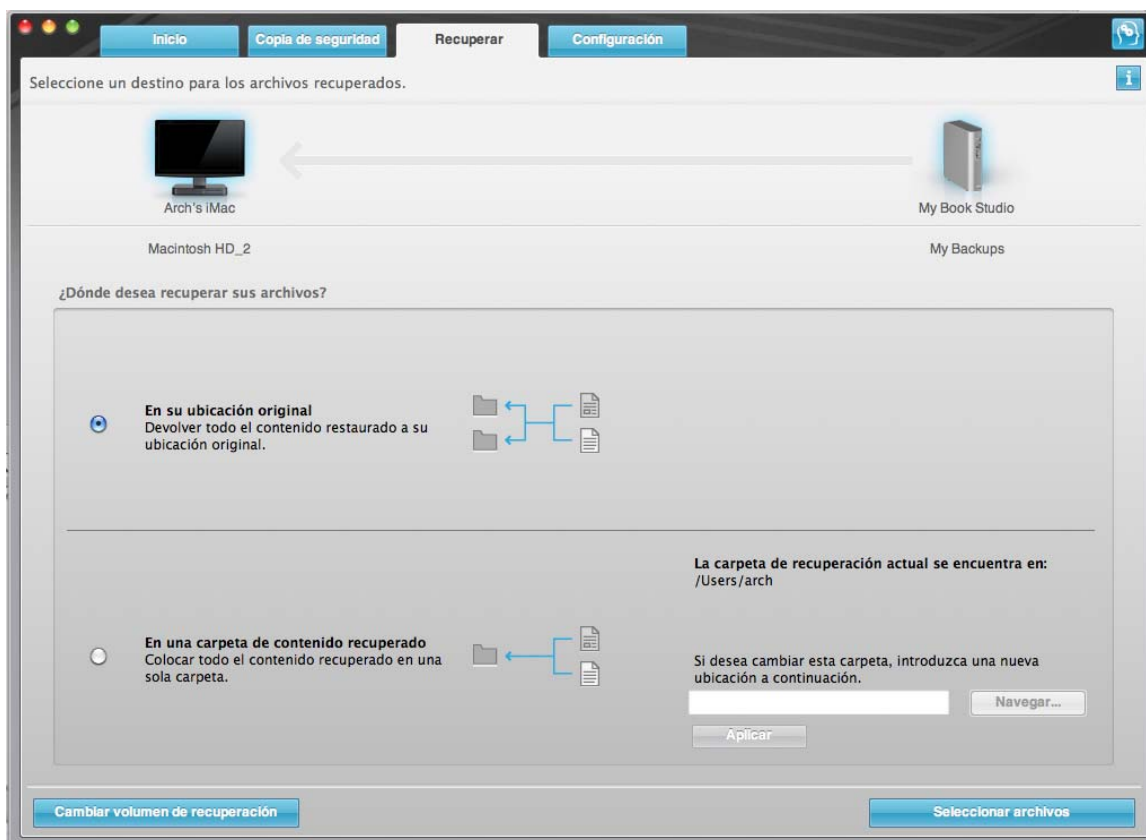 Inicio
Copia de seguridad
Recuperar
Configuración
Seleccione un destino para los archivos recuperados.
i
Arch's iMac
My Book Studio
Macintosh HD_2
My Backups
¿Dónde desea recuperar sus archivos?
En su ubicación original
Devolver todo el contenido restaurado a su
ubicación original.
La carpeta de recuperación actual se encuentra en:
/Users/arch
En una carpeta de contenido recuperado
Colocar todo el contenido recuperado en una
sola carpeta.
Si desea cambiar esta carpeta, introduzca una nueva
ubicación a continuación.
Navegar...
Aplicar
Cambiar volumen de recuperación
Seleccionar archivos